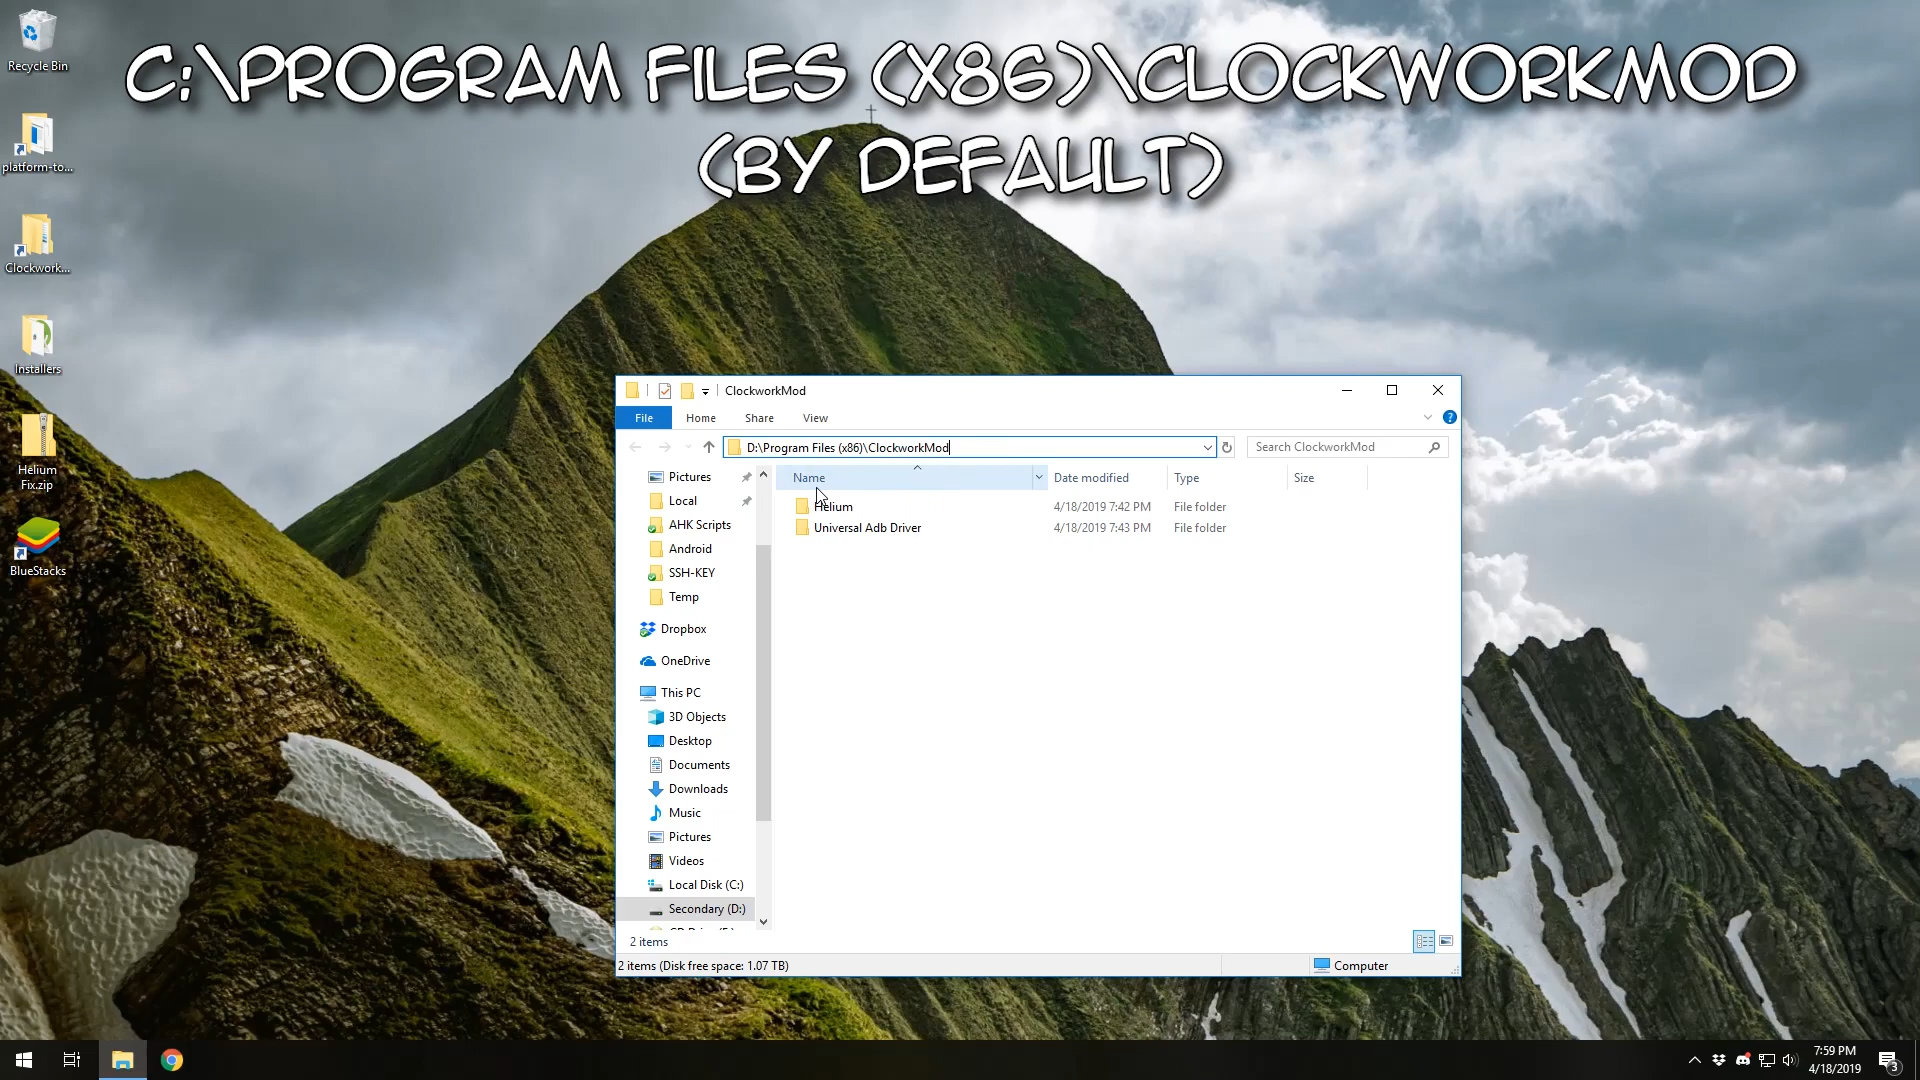 C:\PROGRAM FILES (X86)\CLOCKWORKMOD
(BY DEFAULT)
Recycle Bin
platform-to...
Clockwork...
Installers
Helium
Fix.zip
BlueStacks
ClockworkMod
File
Home
Share
View
D:\Program Files (x86)\ClockworkMod
Search ClockworkMod
Name
Date modified
Type
Size
Helium
4/18/2019 7:42 PM
File folder
Universal Adb Driver
4/18/2019 7:43 PM
File folder
Pictures
Local
AHK Scripts
Android
SSH-KEY
Temp
Dropbox
OneDrive
This PC
3D Objects
Desktop
Documents
Downloads
Music
Pictures
Videos
Local Disk (C:)
Secondary (D:)
2 items
2 items (Disk free space: 1.07 TB)
Computer
7:59 PM
4/18/2019
3